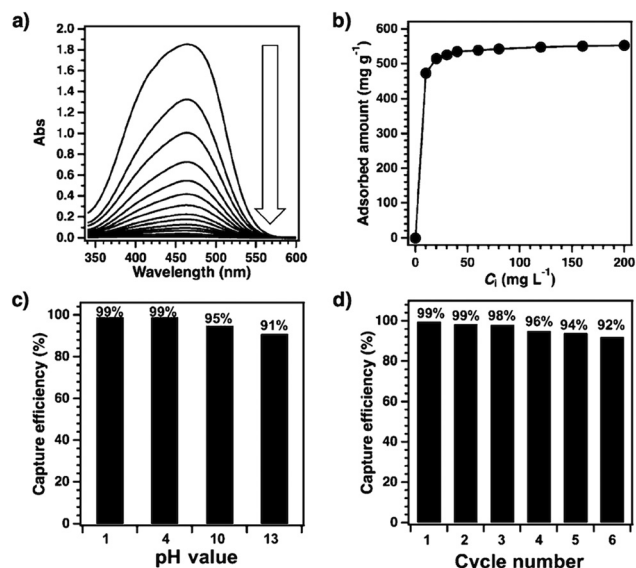 a)
2.0
1.8
1.6
1.4
1.2
1.0
0.8
0.6
0.4
0.2
0.0
Abs
350 400 450 500 550 600
Wavelength (nm)
b)
600
500
400
300
200
100
0
Adsorbed amount (mg g⁻¹)
0 50 100 150 200
Cᵢ (mg L⁻¹)
c)
100
80
60
40
20
0
Capture efficiency (%)
99% 99% 95% 91%
1 4 10 13
pH value
d)
100
80
60
40
20
0
Capture efficiency (%)
99% 99% 98% 96% 94% 92%
1 2 3 4 5 6
Cycle number